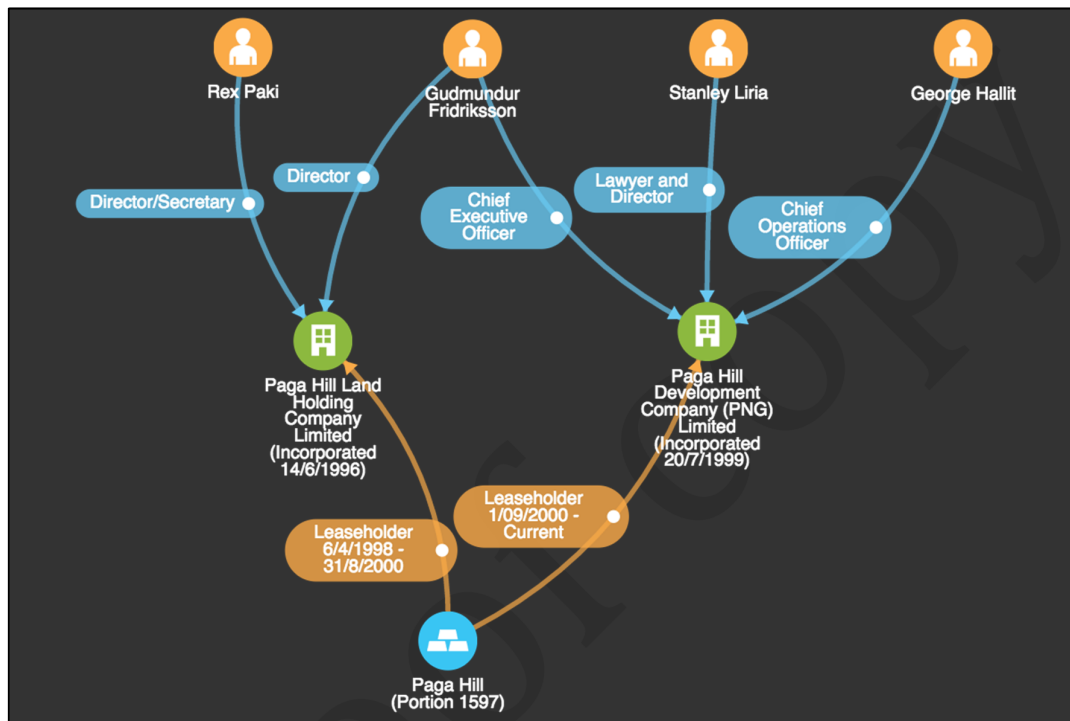 Rex Paki
Gudmundur
Fridriksson
Stanley Liria
George Hallit
Director/Secretary
Director
Chief
Executive
Officer
Lawyer and
Director
Chief
Operations
Officer
Paga Hill Land
Holding
Company
Limited
(Incorporated
14/6/1996)
Paga Hill
Development
Company (PNG)
Limited
(Incorporated
20/7/1999)
Leaseholder
6/4/1998 -
31/8/2000
Leaseholder
1/09/2000 -
Current
Paga Hill
(Portion 1597)